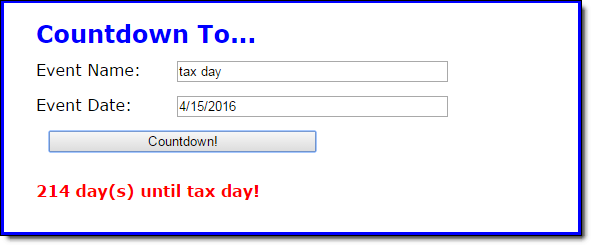 Countdown To...
Event Name: tax day
Event Date: 4/15/2016
Countdown!
214 day(s) until tax day!